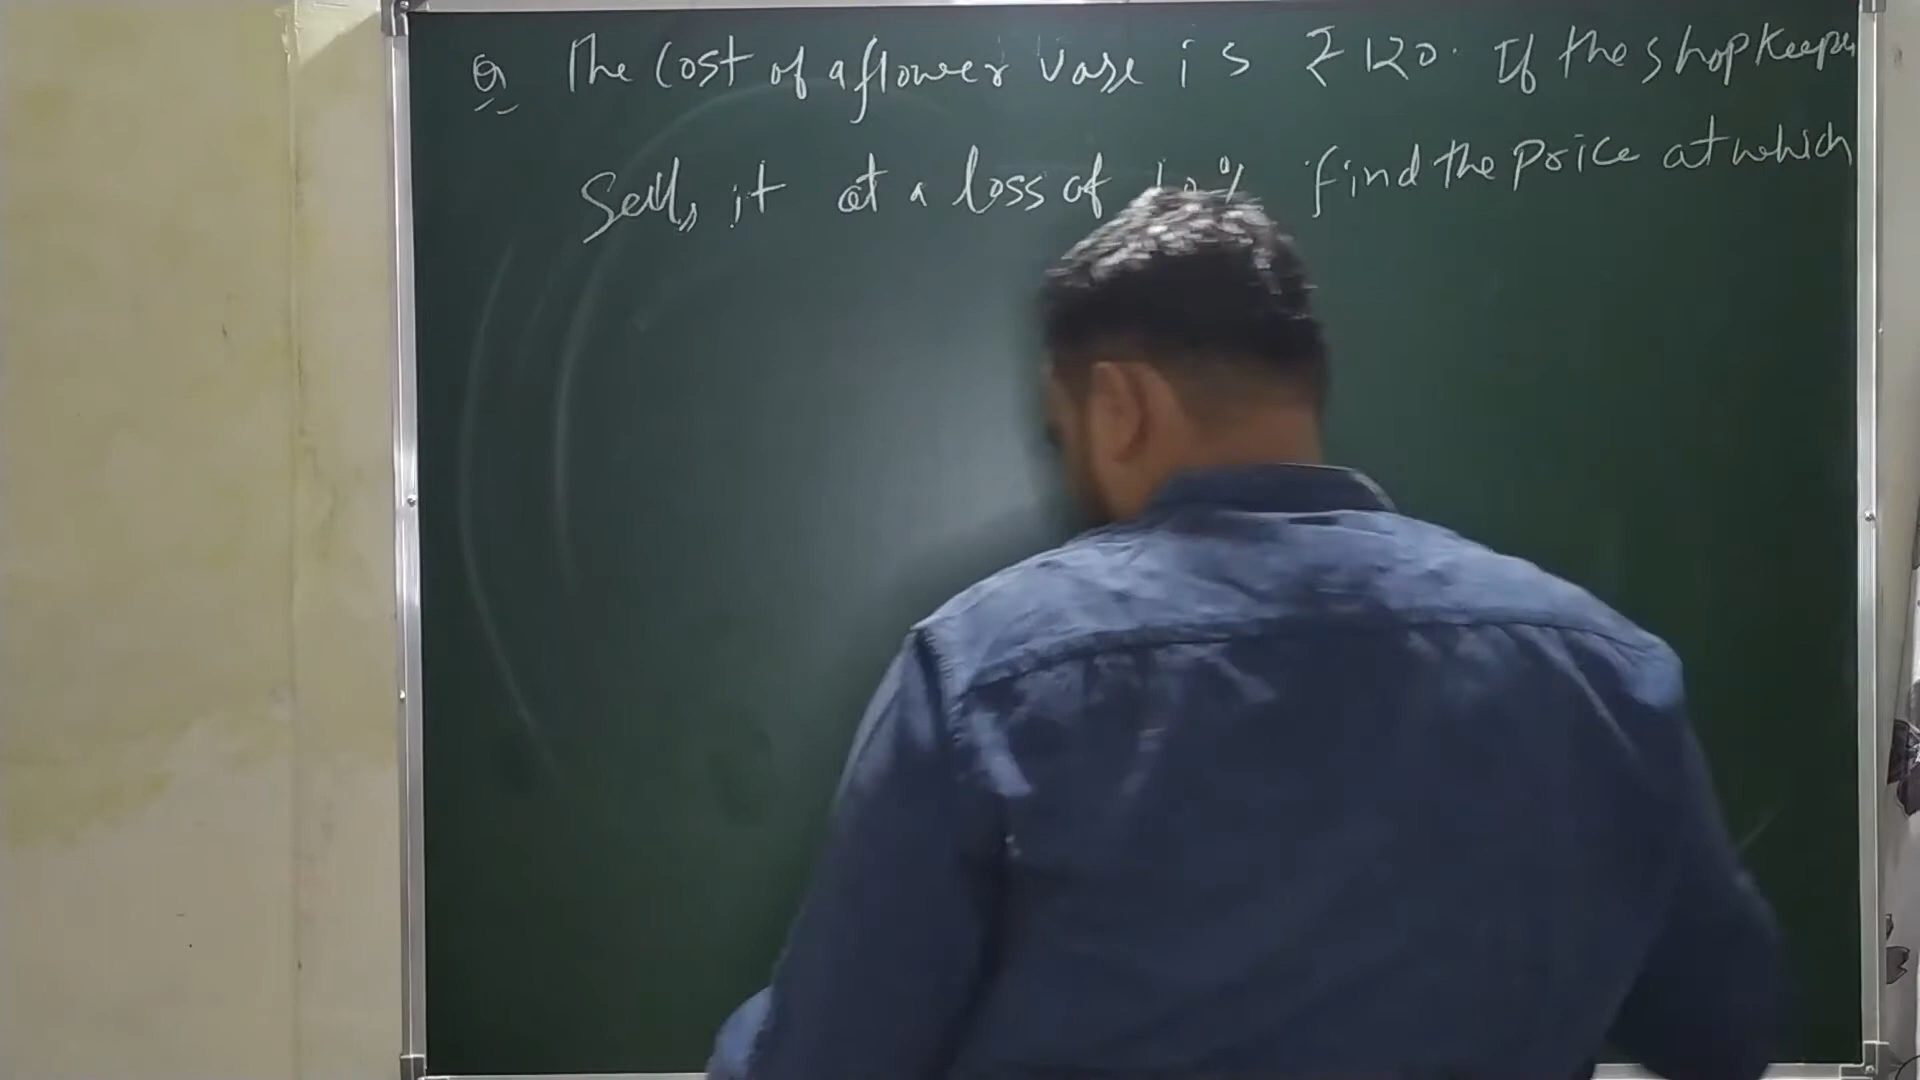 Q The cost of a flower vase is ₹ 120. If the shopkeeper
Sells it at a loss of 10% find the price at which